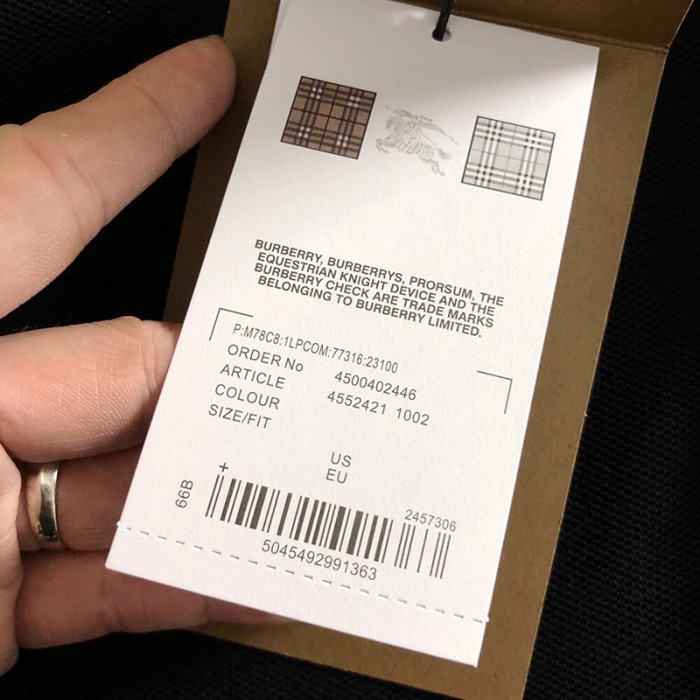 BURBERRY, BURBERRYS, PRORSUM, THE
EQUESTRIAN KNIGHT DEVICE AND THE
BURBERRY CHECK ARE TRADE MARKS
BELONGING TO BURBERRY LIMITED.
P:M78C8:1LPCOM:77316:23100
ORDER No 4500402446
ARTICLE 4552421 1002
COLOUR
SIZE/FIT
US
EU
66B
+
2457306
5045492991363